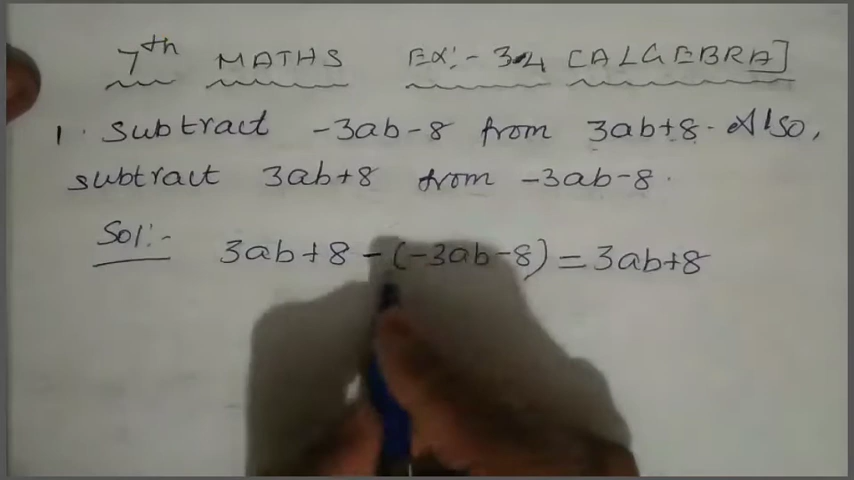 7th MATHS EX:- 3.4 [ALGEBRA]
1. Subtract -3ab-8 from 3ab+8. Also,
subtract 3ab+8 from -3ab-8.
Sol:- 3ab+8-(-3ab-8)=3ab+8